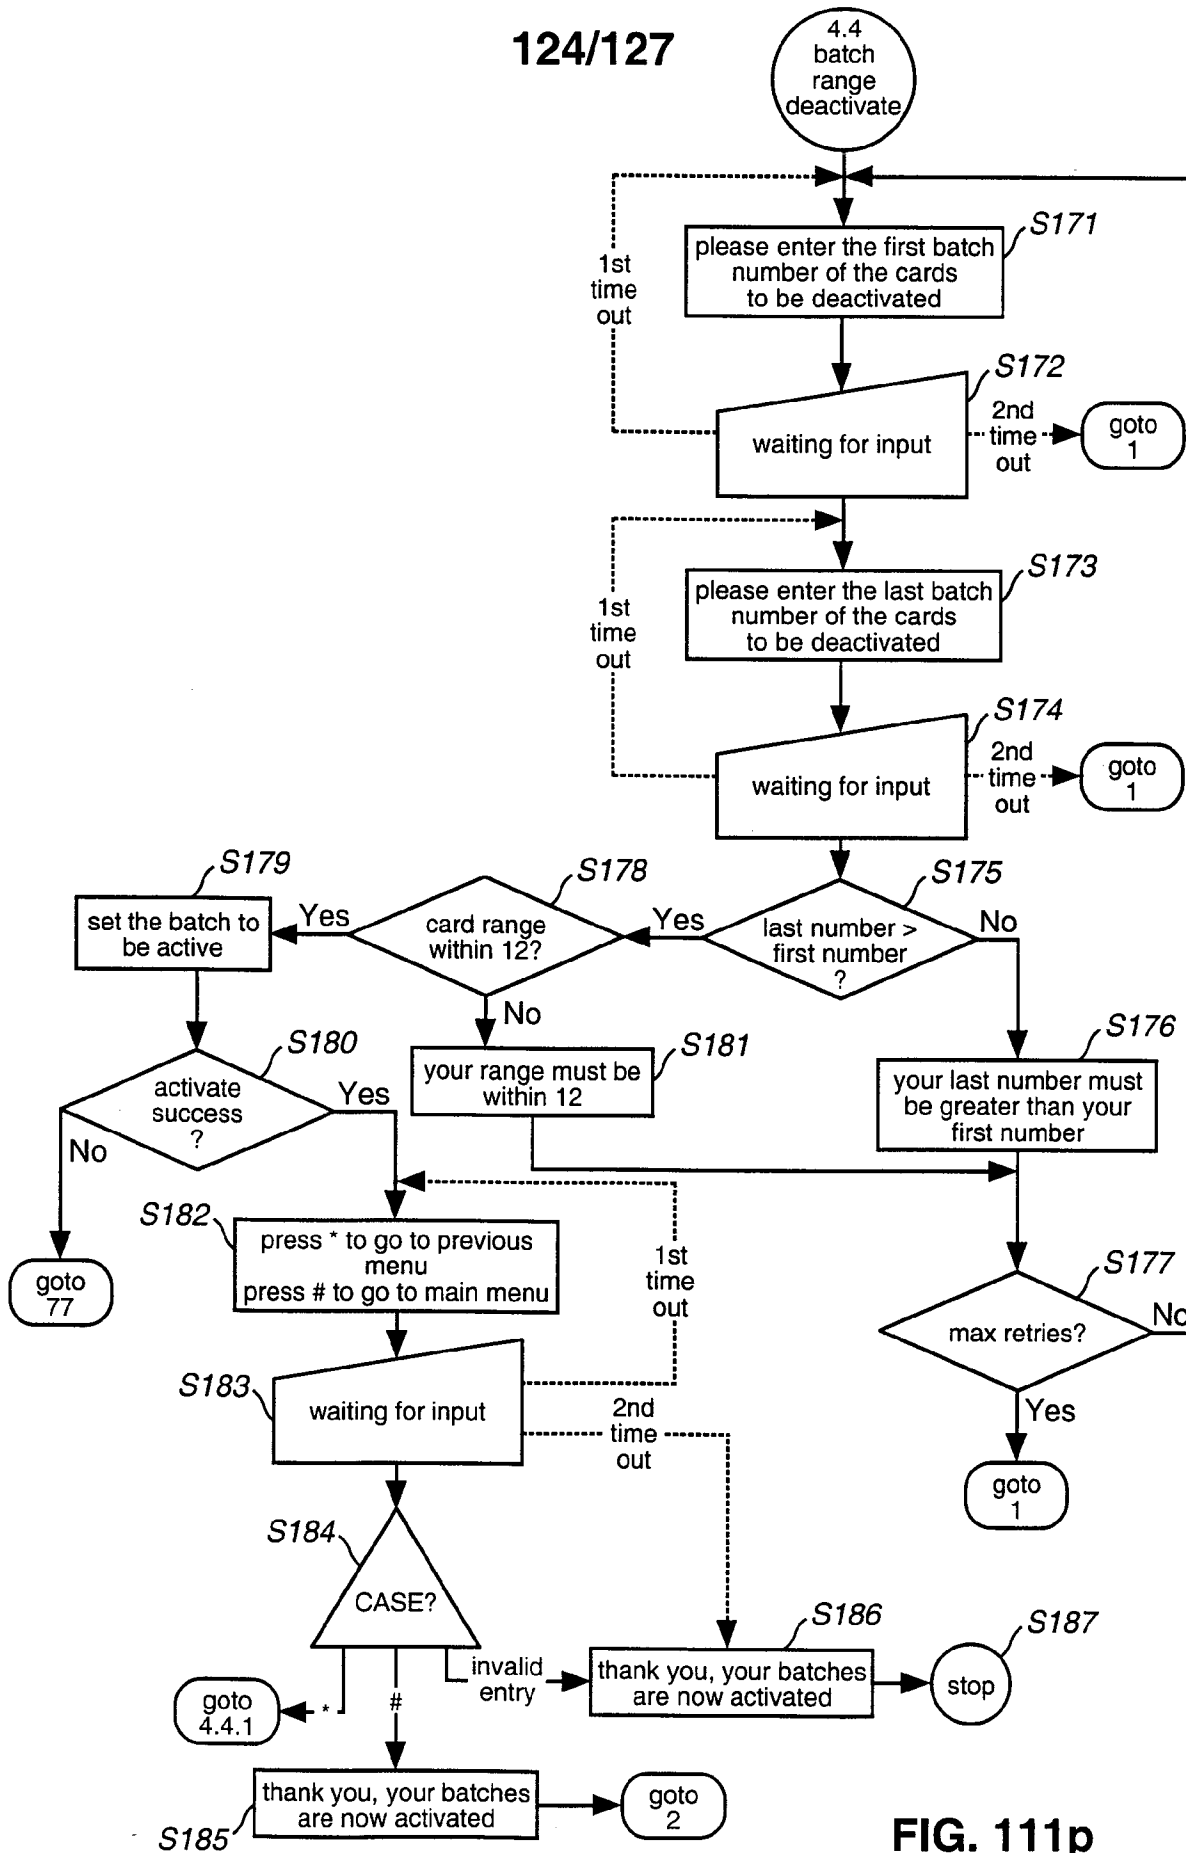 124/127
4.4
batch
range
deactivate
S171
please enter the first batch
number of the cards
to be deactivated
1st
time
out
S172
waiting for input
2nd
time
out
goto
1
S173
please enter the last batch
number of the cards
to be deactivated
1st
time
out
S174
waiting for input
2nd
time
out
goto
1
S179
set the batch to
be active
Yes
S178
card range
within 12?
Yes
S175
last number >
first number
?
No
No
S180
activate
success
?
Yes
No
S181
your range must be
within 12
S176
your last number must
be greater than your
first number
goto
77
S182
press * to go to previous
menu
press # to go to main menu
1st
time
out
S177
max retries?
No
Yes
goto
1
S183
waiting for input
2nd
time
out
S184
CASE?
goto
4.4.1
*
#
invalid
entry
S186
thank you, your batches
are now activated
S187
stop
S185
thank you, your batches
are now activated
goto
2
FIG. 111p